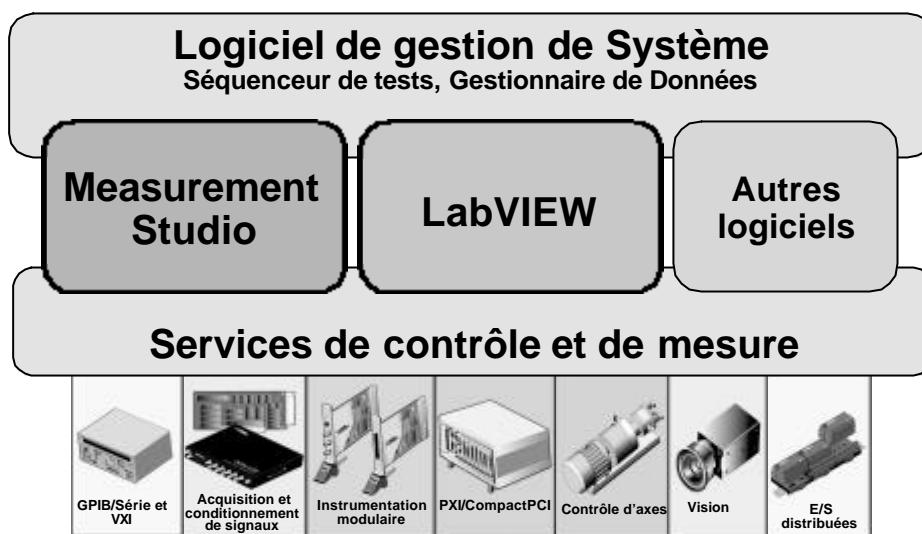 Logiciel de gestion de Système
Séquenceur de tests, Gestionnaire de Données
Measurement
Studio
LabVIEW
Autres
logiciels
Services de contrôle et de mesure
GPIB/Série et
VXI
Acquisition et
conditionnement
de signaux
Instrumentation
modulaire
PXI/CompactPCI
Contrôle d'axes
Vision
E/S
distribuées